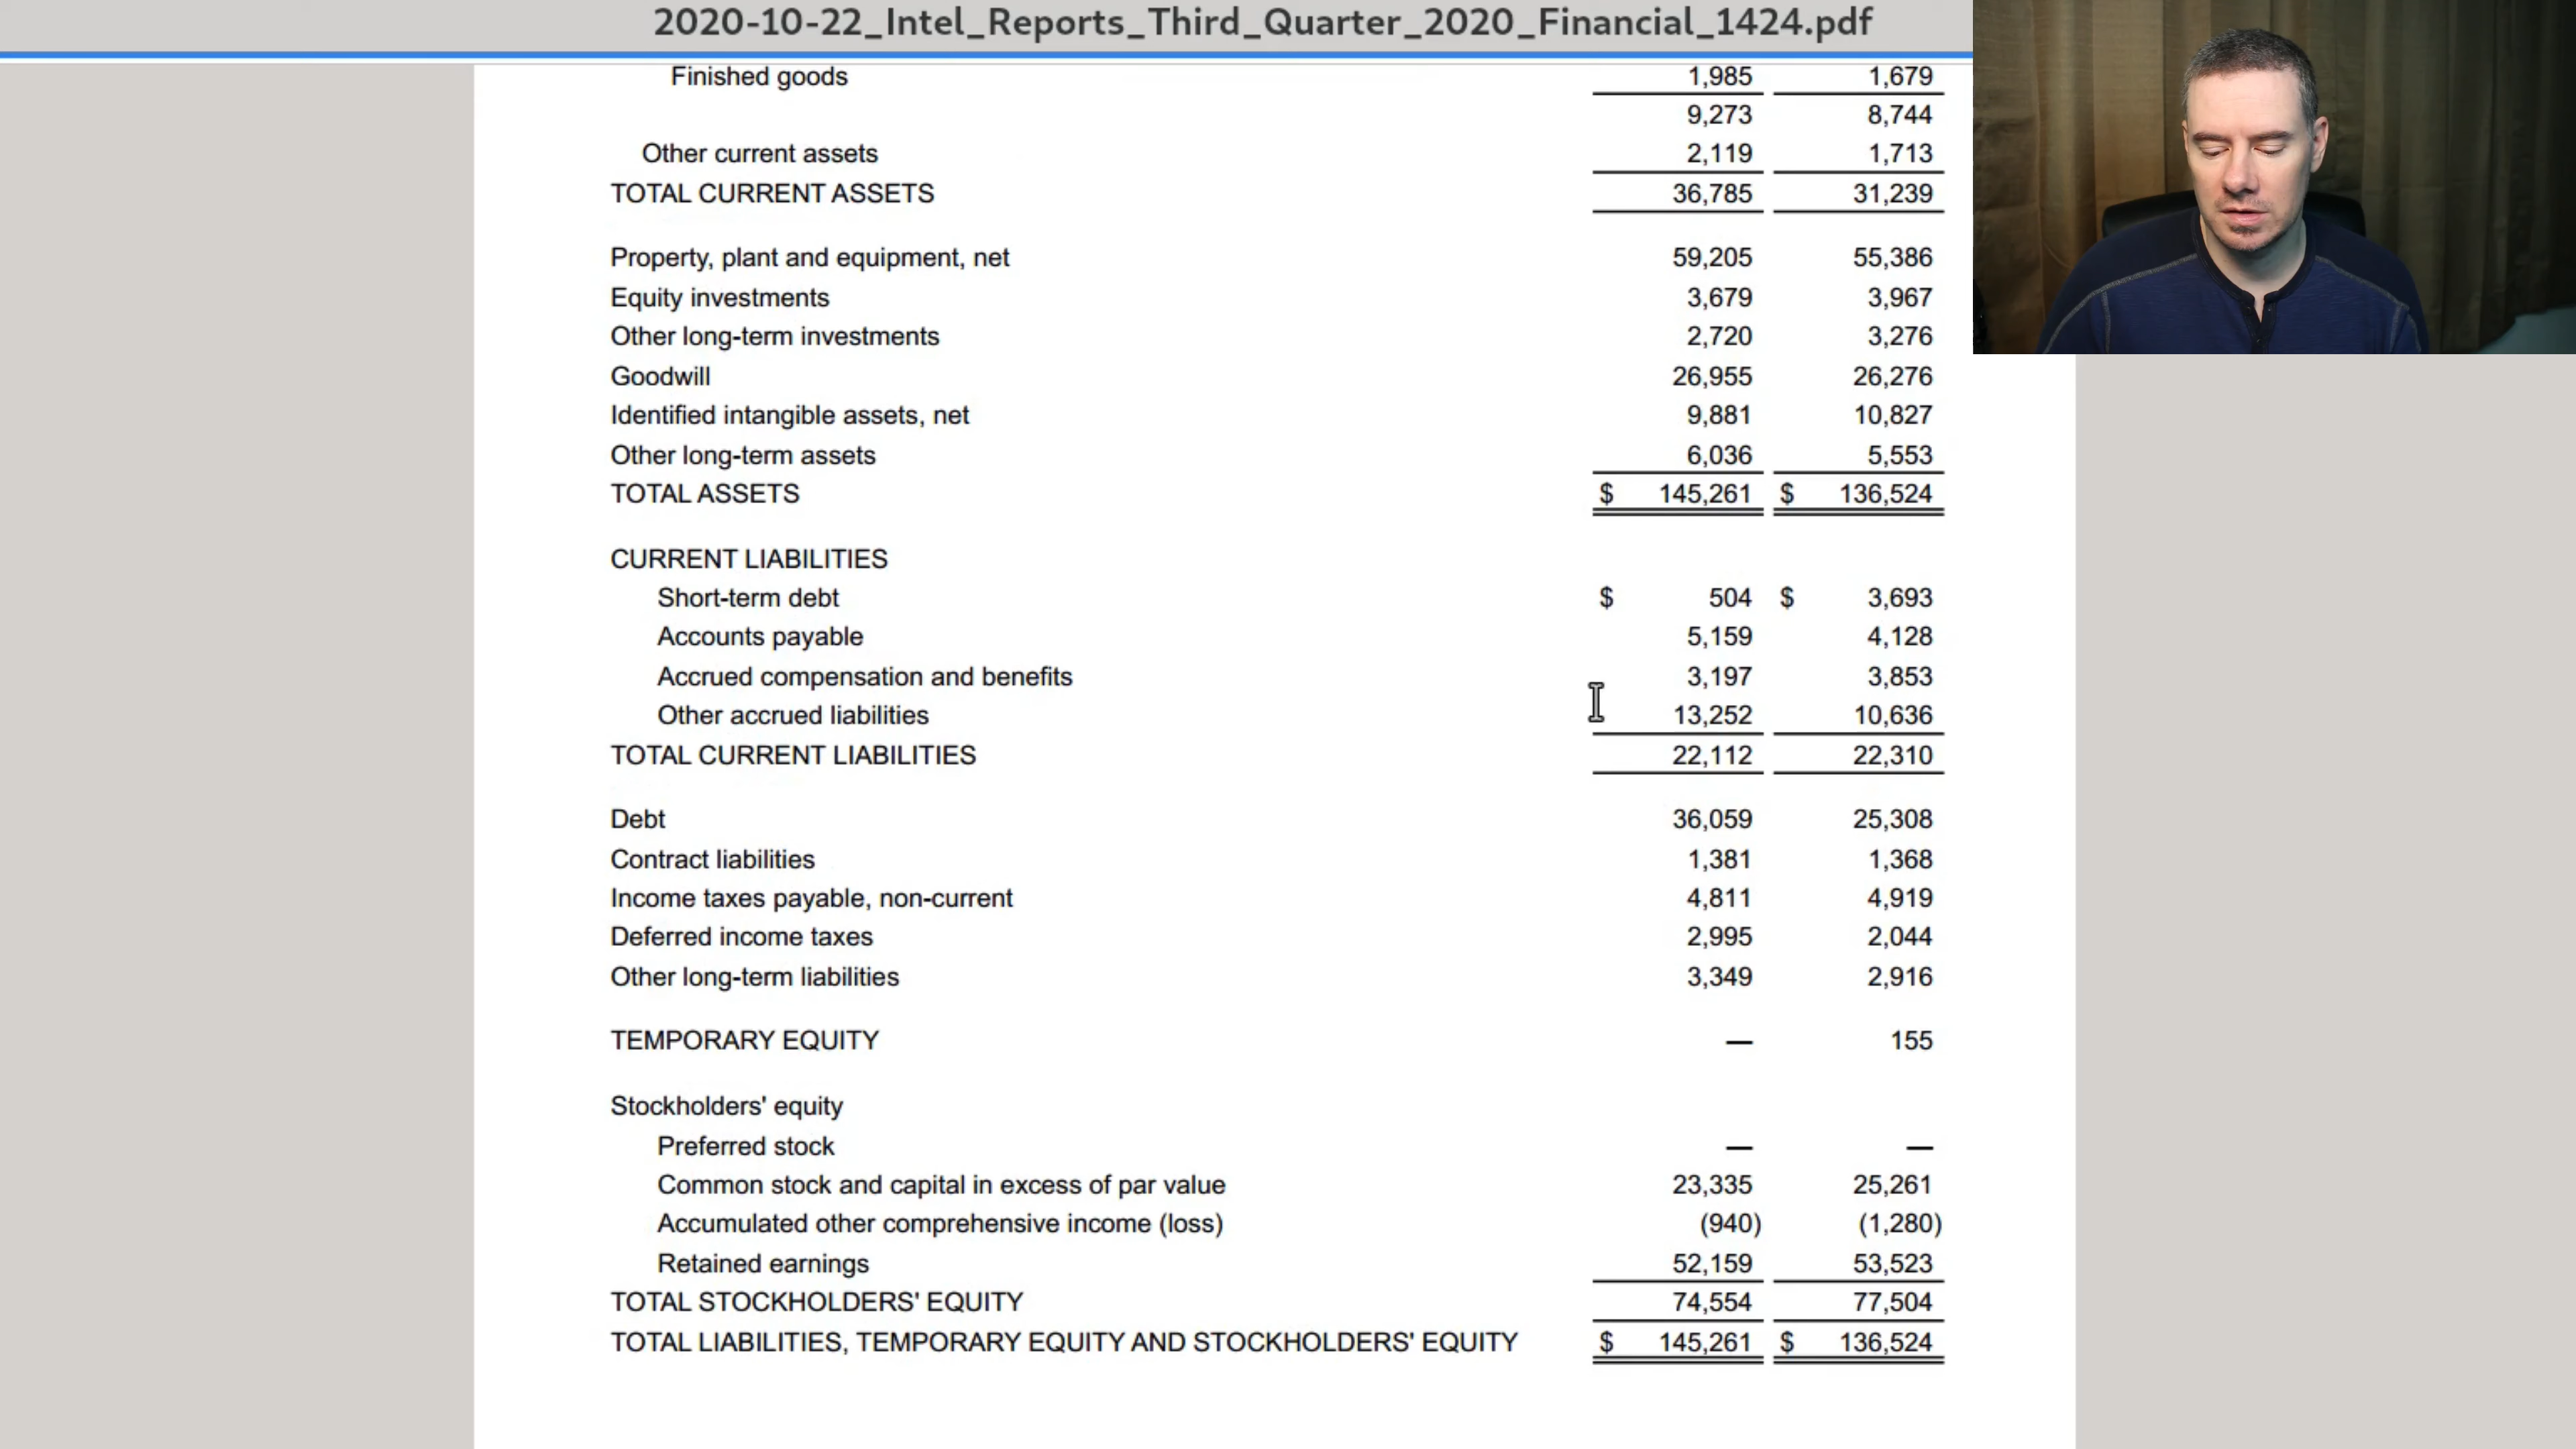 2020-10-22_Intel_Reports_Third_Quarter_2020_Financial_1424.pdf
Finished goods 1,985 1,679
9,273 8,744
Other current assets 2,119 1,713
TOTAL CURRENT ASSETS 36,785 31,239
Property, plant and equipment, net 59,205 55,386
Equity investments 3,679 3,967
Other long-term investments 2,720 3,276
Goodwill 26,955 26,276
Identified intangible assets, net 9,881 10,827
Other long-term assets 6,036 5,553
TOTAL ASSETS $ 145,261 $ 136,524
CURRENT LIABILITIES
Short-term debt $ 504 $ 3,693
Accounts payable 5,159 4,128
Accrued compensation and benefits 3,197 3,853
Other accrued liabilities 13,252 10,636
TOTAL CURRENT LIABILITIES 22,112 22,310
Debt 36,059 25,308
Contract liabilities 1,381 1,368
Income taxes payable, non-current 4,811 4,919
Deferred income taxes 2,995 2,044
Other long-term liabilities 3,349 2,916
TEMPORARY EQUITY — 155
Stockholders' equity
Preferred stock — —
Common stock and capital in excess of par value 23,335 25,261
Accumulated other comprehensive income (loss) (940) (1,280)
Retained earnings 52,159 53,523
TOTAL STOCKHOLDERS' EQUITY 74,554 77,504
TOTAL LIABILITIES, TEMPORARY EQUITY AND STOCKHOLDERS' EQUITY $ 145,261 $ 136,524